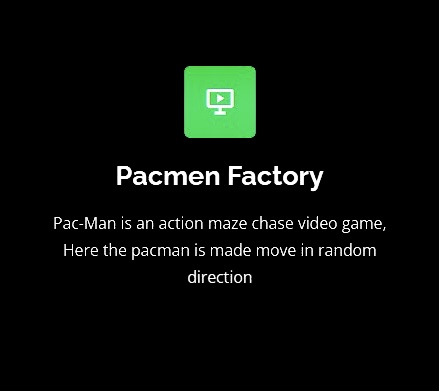 Pacmen Factory
Pac-Man is an action maze chase video game,
Here the pacman is made move in random
direction